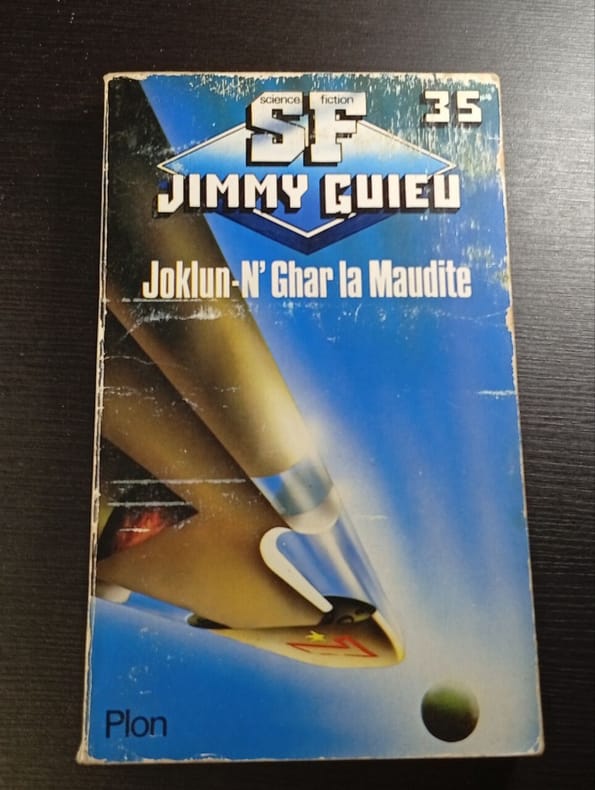 science fiction
SF
35
JIMMY GUIEU
Joklun-N' Ghar la Maudite
Plon